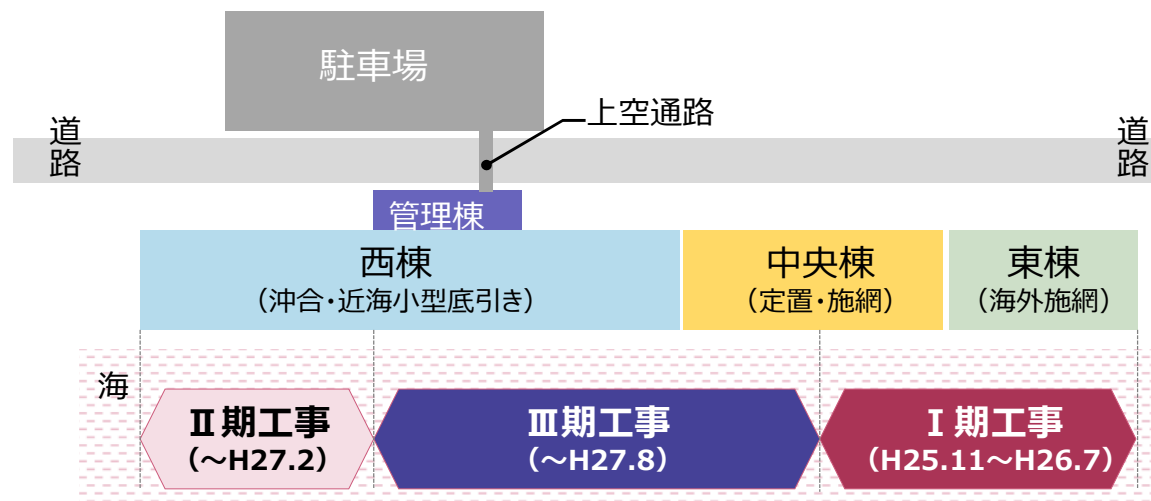 駐車場
上空通路
道路
道路
管理棟
西棟
（沖合・近海小型底引き）
中央棟
（定置・施網）
東棟
（海外施網）
海
Ⅱ期工事
（～H27.2）
Ⅲ期工事
（～H27.8）
Ⅰ期工事
（H25.11～H26.7）